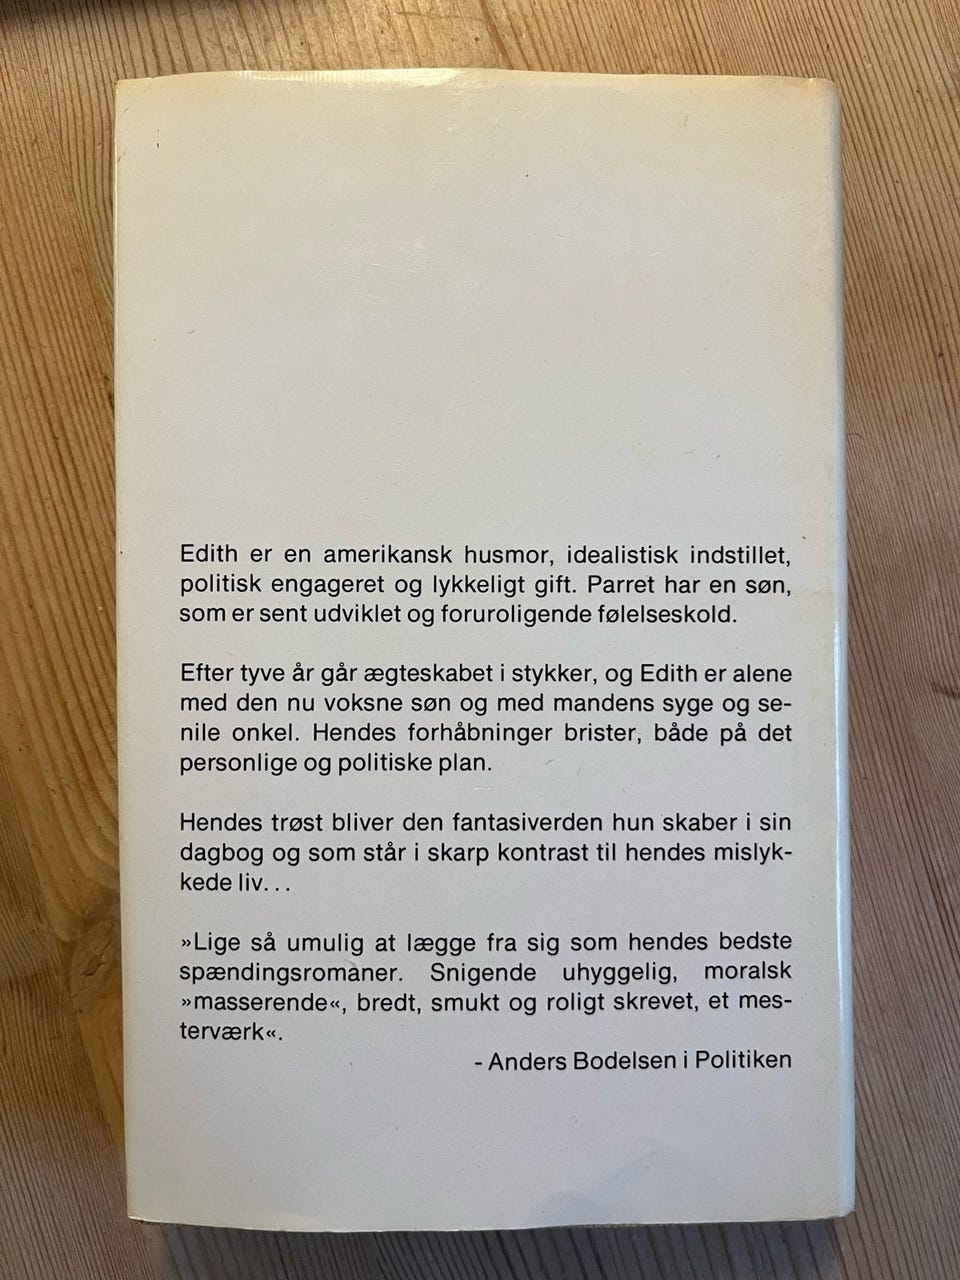 Edith er en amerikansk husmor, idealistisk indstillet,
politisk engageret og lykkeligt gift. Parret har en søn,
som er sent udviklet og foruroligende følelseskold.
Efter tyve år går ægteskabet i stykker, og Edith er alene
med den nu voksne søn og med mandens syge og se-
nile onkel. Hendes forhåbninger brister, både på det
personlige og politiske plan.
Hendes trøst bliver den fantasiverden hun skaber i sin
dagbog og som står i skarp kontrast til hendes mislyk-
kede liv...
»Lige så umulig at lægge fra sig som hendes bedste
spændingsromaner. Snigende uhyggelig, moralsk
»masserende«, bredt, smukt og roligt skrevet, et mes-
terværk«.
- Anders Bodelsen i Politiken